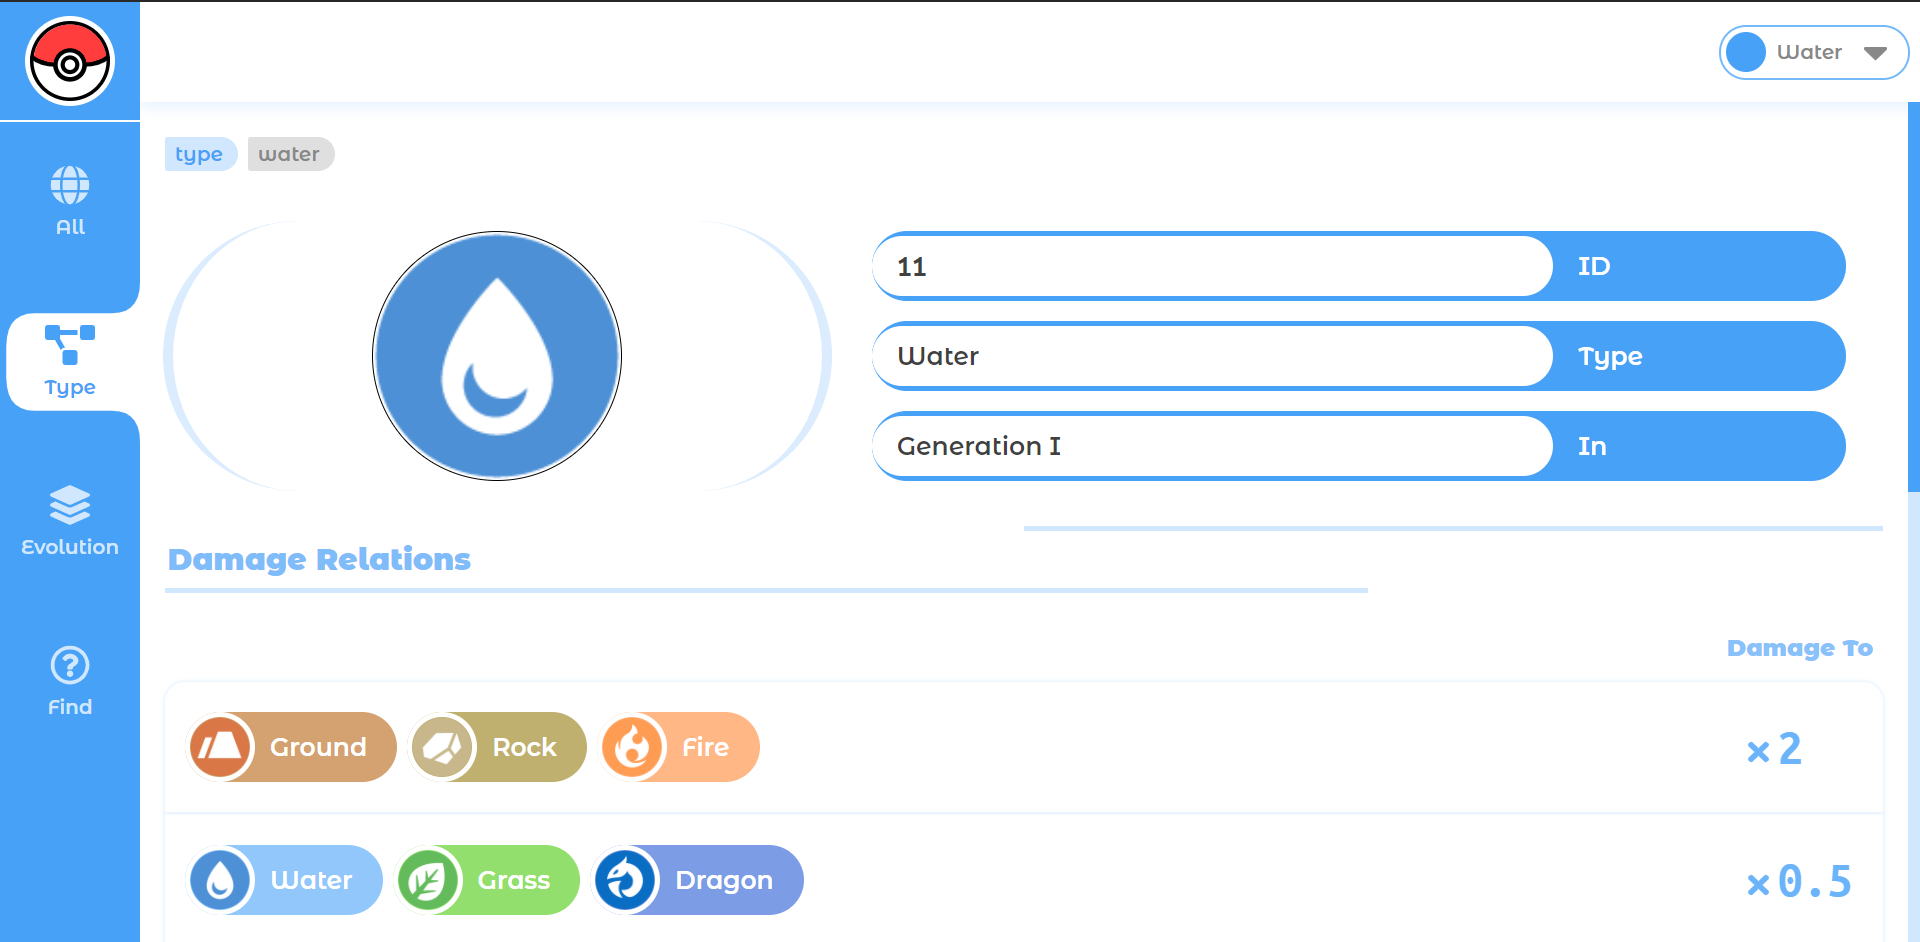 Water
All
Type
Evolution
Find
type water
11 ID
Water Type
Generation I In
Damage Relations
Damage To
Ground Rock Fire ×2
Water Grass Dragon ×0.5